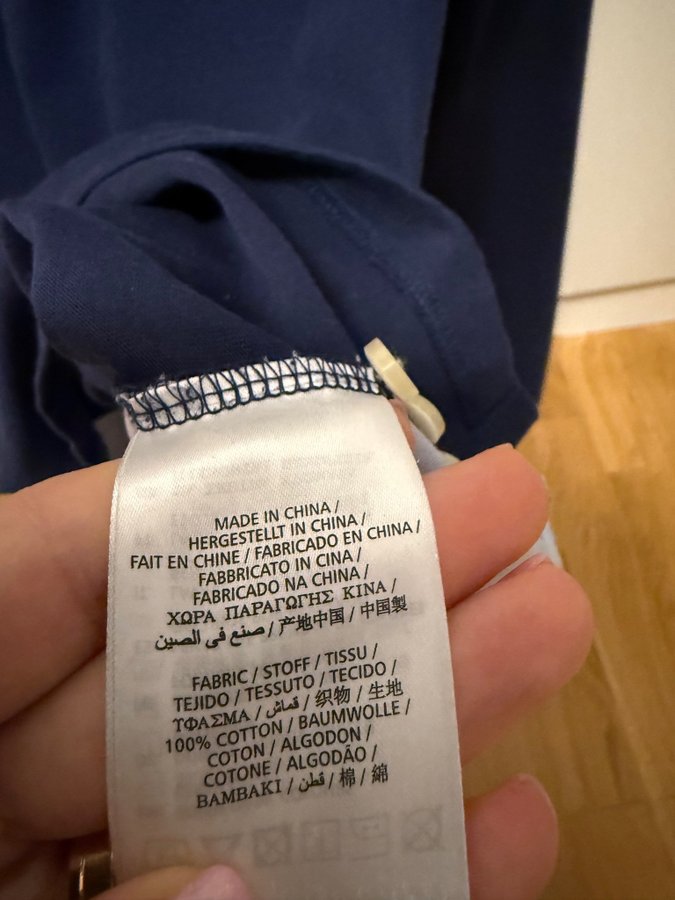 MADE IN CHINA /
HERGESTELLT IN CHINA /
FAIT EN CHINE / FABRICADO EN CHINA /
FABBRICATO IN CINA /
FABRICADO NA CHINA /
ΧΩΡΑ ΠΑΡΑΓΩΓΗΣ ΚΙΝΑ /
صنع في الصين / 产地中国 / 中国製
FABRIC / STOFF / TISSU /
TEJIDO / TESSUTO / TECIDO /
ΥΦΑΣΜΑ / قماش / 织物 / 生地
100% COTTON / BAUMWOLLE /
COTON / ALGODON /
COTONE / ALGODÃO /
ΒΑΜΒΑΚΙ / قطن / 棉 / 綿